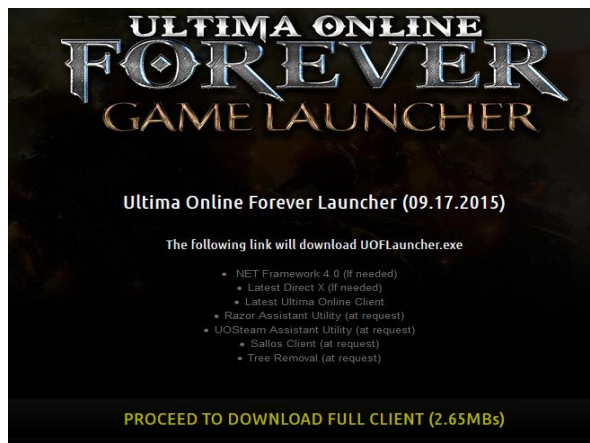 ULTIMA ONLINE
FOREVER
GAME LAUNCHER
Ultima Online Forever Launcher (09.17.2015)
The following link will download UOFLauncher.exe
• .NET Framework 4.0 (If needed)
• Latest Direct X (If needed)
• Latest Ultima Online Client
• Razor Assistant Utility (at request)
• UOSteam Assistant Utility (at request)
• Sallos Client (at request)
• Tree Removal (at request)
PROCEED TO DOWNLOAD FULL CLIENT (2.65MBs)